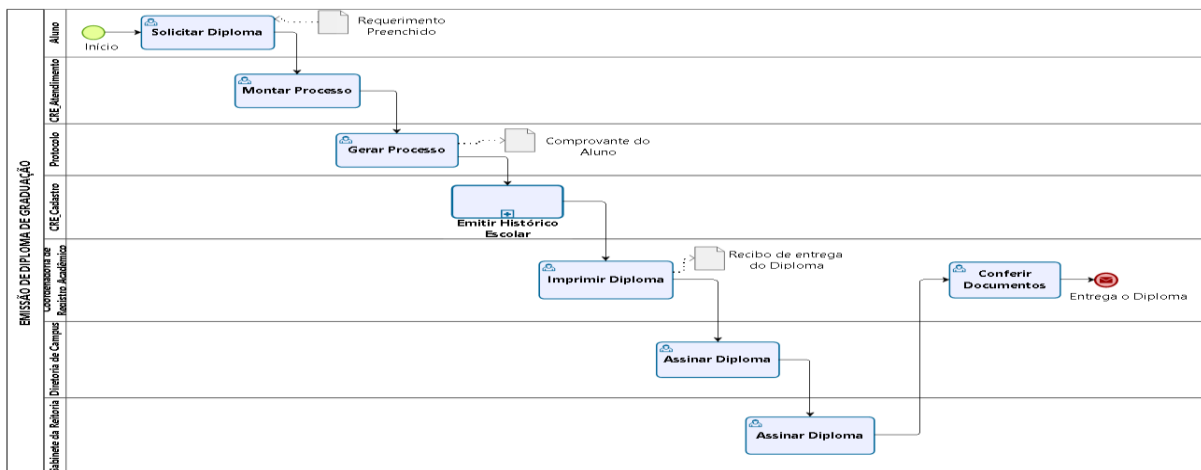 EMISSÃO DE DIPLOMA DE GRADUAÇÃO
Aluno
Início
Solicitar Diploma
Requerimento
Preenchido
CRE_Atendimento
Montar Processo
Protocolo
Gerar Processo
Comprovante do
Aluno
CRE_Cadastro
Emitir Histórico
Escolar
Coordenadoria de
Registro Acadêmico
Imprimir Diploma
Recibo de entrega
do Diploma
Conferir
Documentos
Entrega o Diploma
Diretoria de Campus
Assinar Diploma
Gabinete da Reitoria
Assinar Diploma